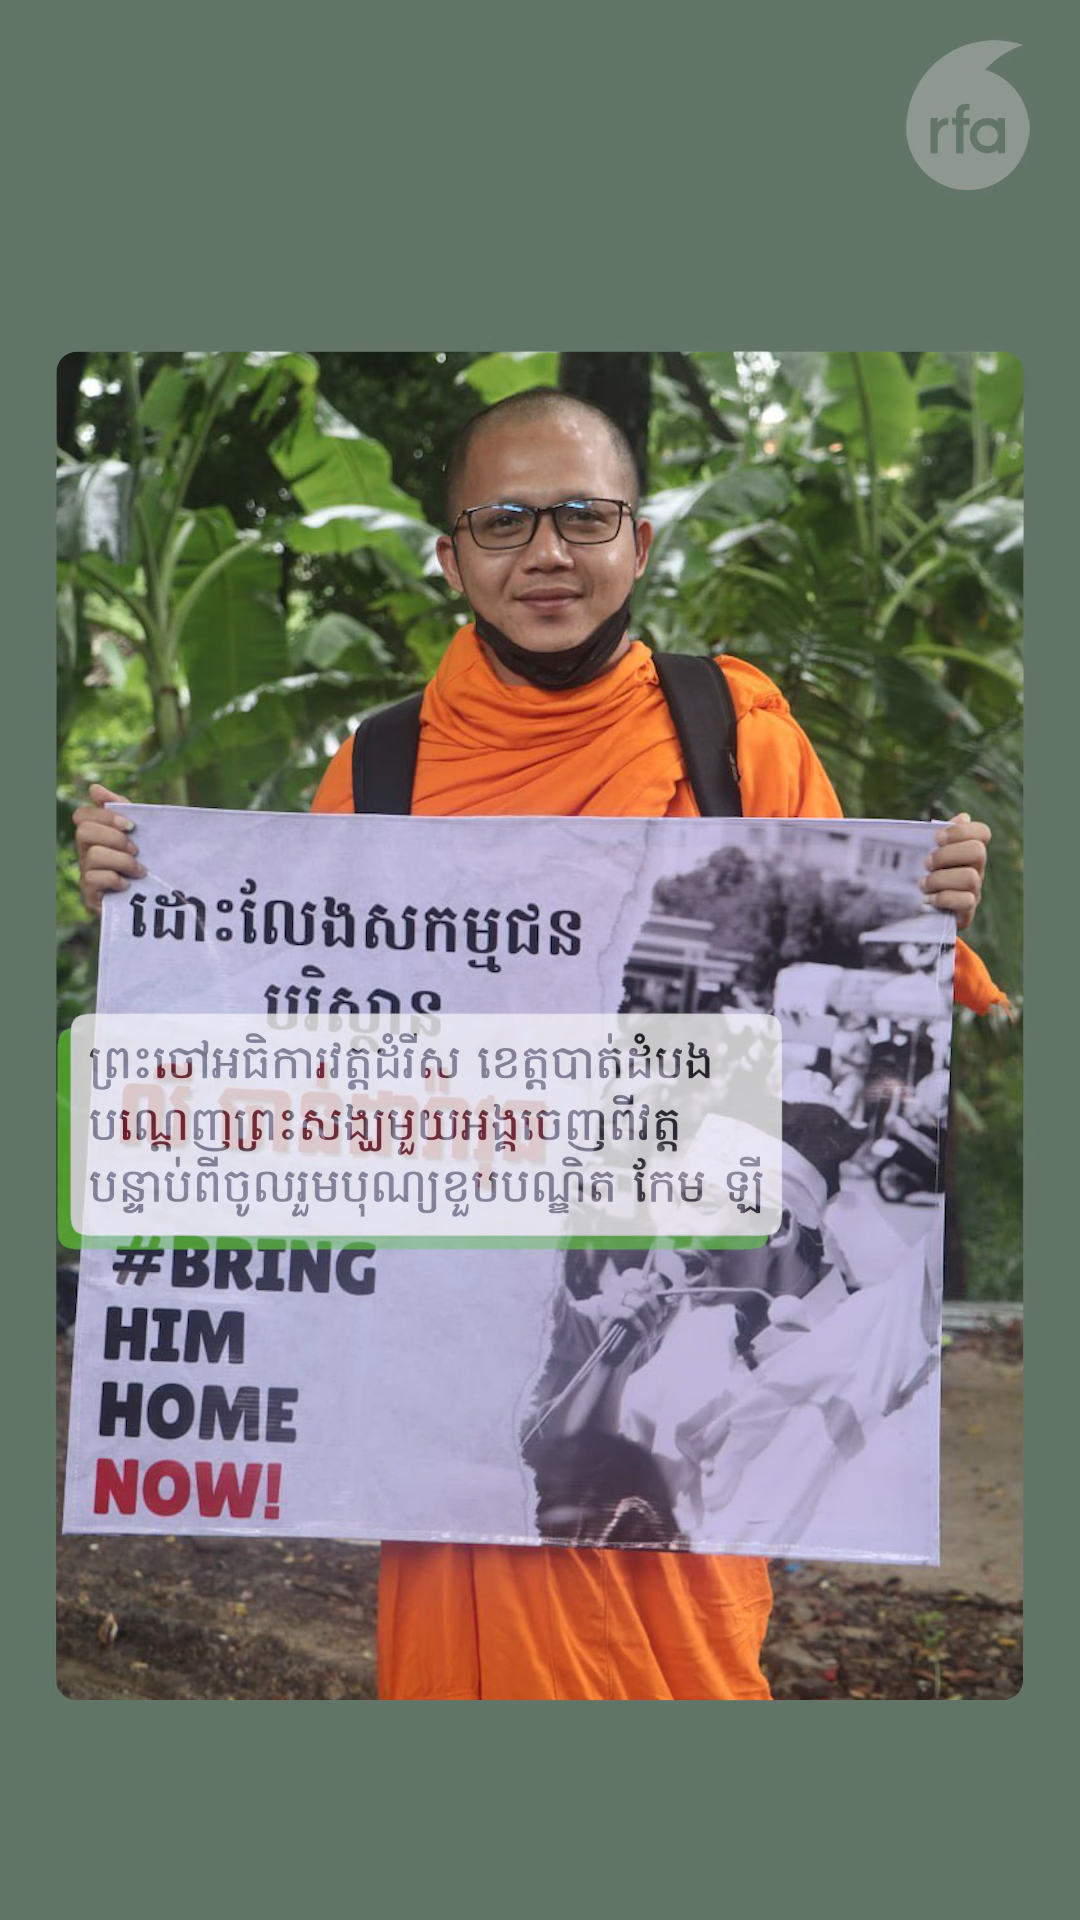 rfa
ដោះលែងសកម្មជន
បរិស្ថាន
ព្រះចៅអធិការវត្តដំរីស ខេត្តបាត់ដំបង
បណ្តេញព្រះសង្ឃមួយអង្គចេញពីវត្ត
បន្ទាប់ពីចូលរួមបុណ្យខួបបណ្ឌិត កែម ឡី
#BRING
HIM
HOME
NOW!